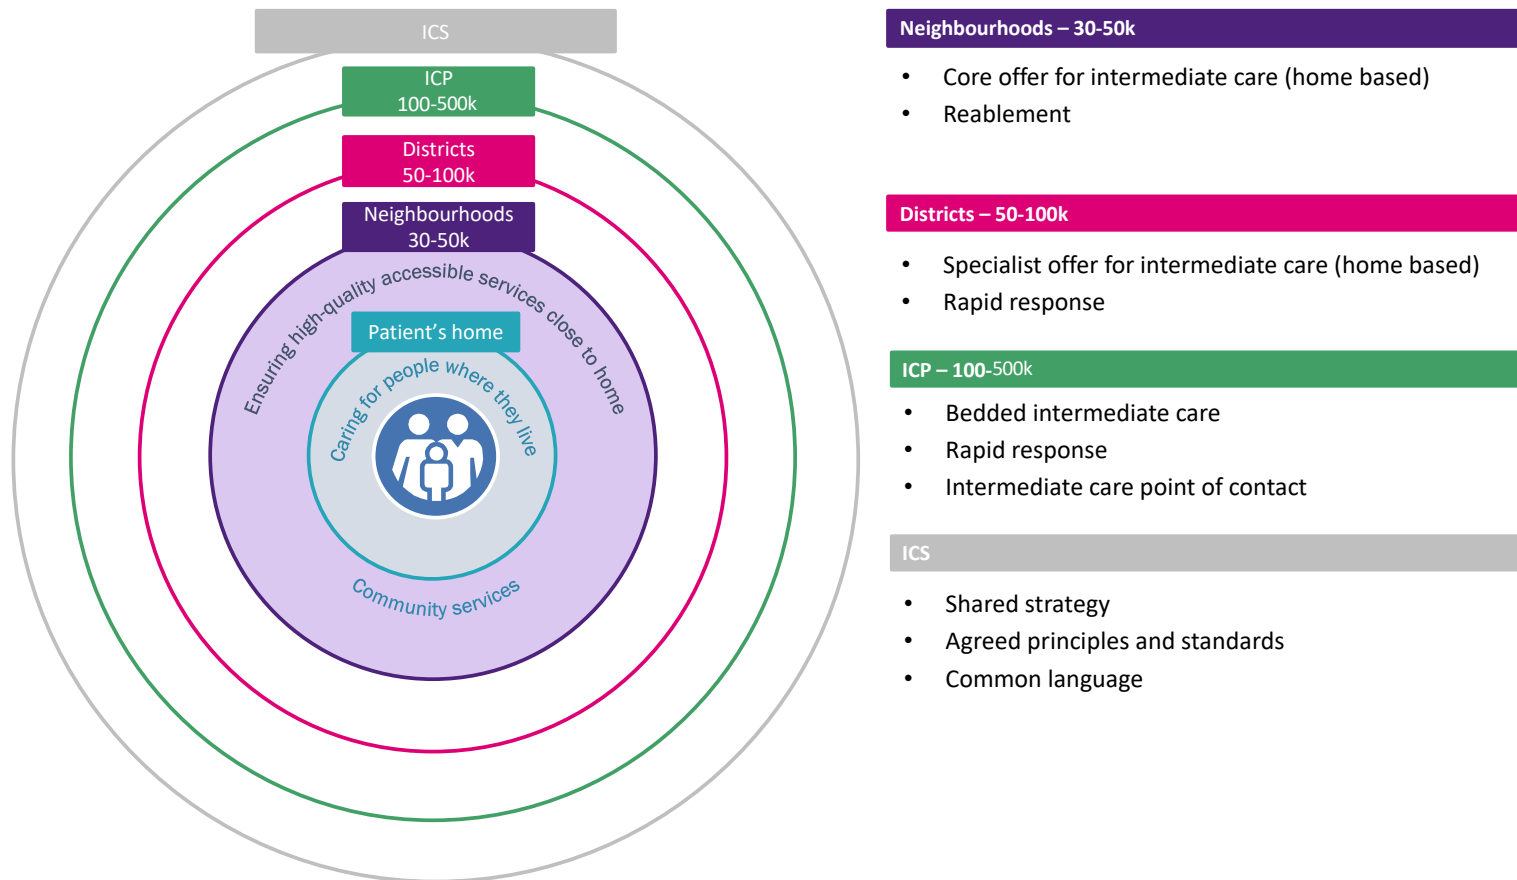 ICS
ICP
100-500k
Districts
50-100k
Neighbourhoods
30-50k
Ensuring high-quality accessible services close to home
Patient's home
Caring for people where they live
Community services
Neighbourhoods – 30-50k
• Core offer for intermediate care (home based)
• Reablement
Districts – 50-100k
• Specialist offer for intermediate care (home based)
• Rapid response
ICP – 100-500k
• Bedded intermediate care
• Rapid response
• Intermediate care point of contact
ICS
• Shared strategy
• Agreed principles and standards
• Common language